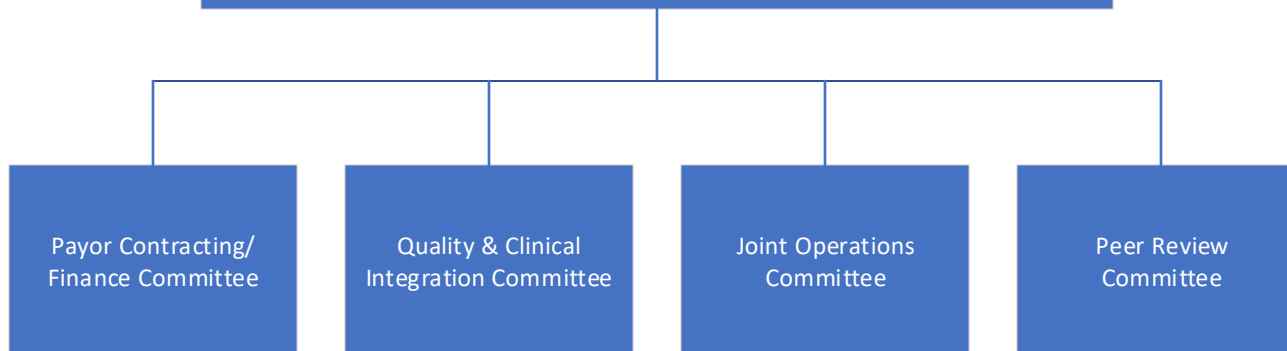 Payor Contracting/
Finance Committee
Quality & Clinical
Integration Committee
Joint Operations
Committee
Peer Review
Committee